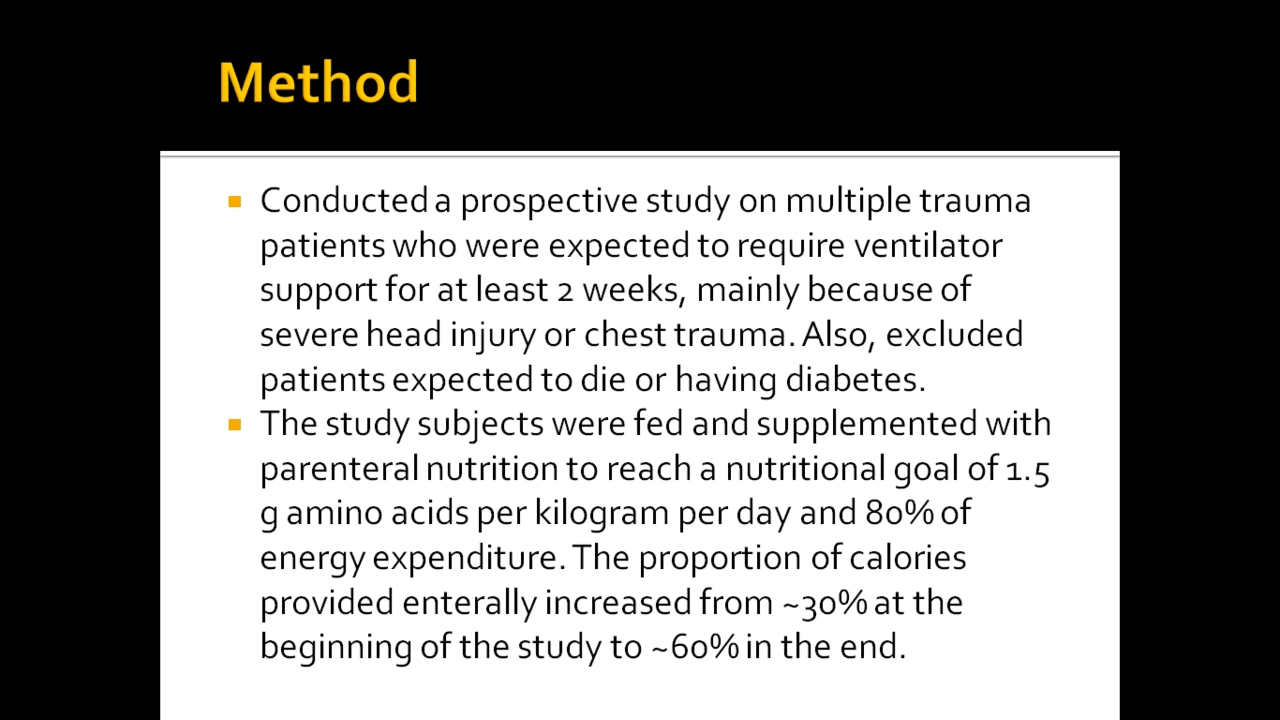 Method
Conducted a prospective study on multiple trauma
patients who were expected to require ventilator
support for at least 2 weeks, mainly because of
severe head injury or chest trauma. Also, excluded
patients expected to die or having diabetes.
The study subjects were fed and supplemented with
parenteral nutrition to reach a nutritional goal of 1.5
g amino acids per kilogram per day and 80% of
energy expenditure. The proportion of calories
provided enterally increased from ~30% at the
beginning of the study to ~60% in the end.